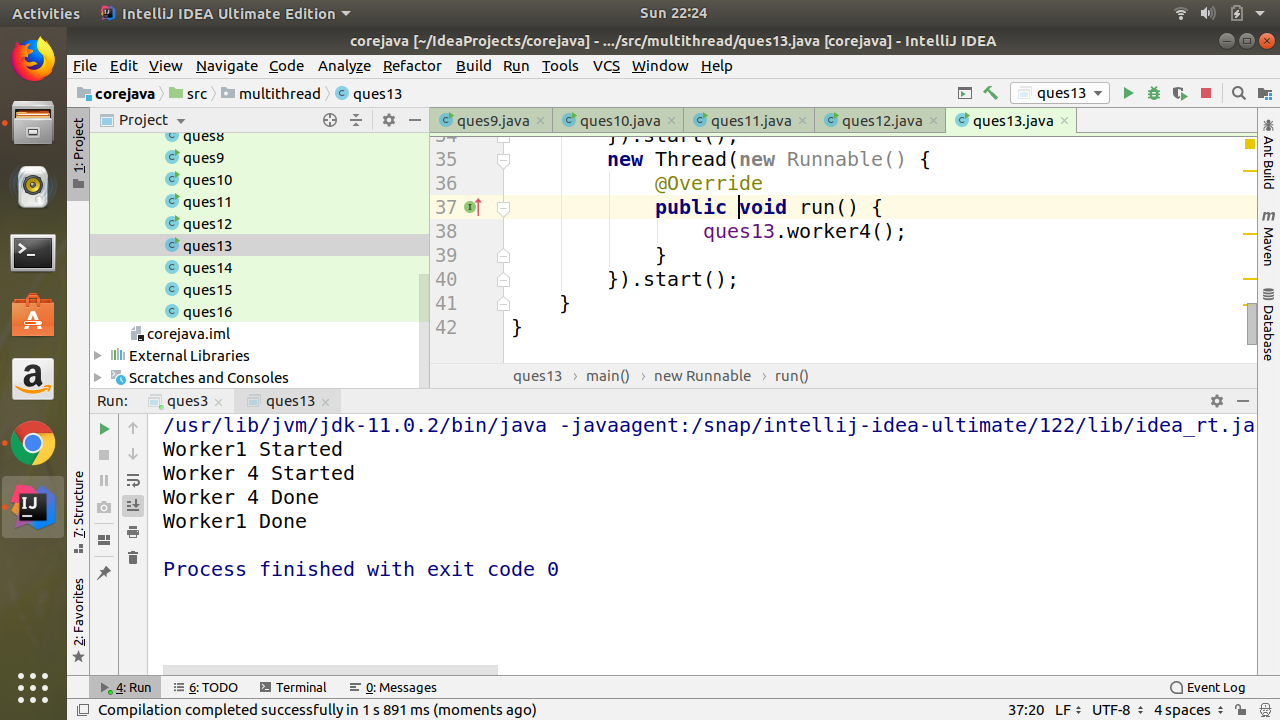 Activities IntelliJ IDEA Ultimate Edition Sun 22:24
corejava [~/IdeaProjects/corejava] - .../src/multithread/ques13.java [corejava] - IntelliJ IDEA
File Edit View Navigate Code Analyze Refactor Build Run Tools VCS Window Help
corejava src multithread ques13 ques13
1: Project
Project
ques8
ques9
ques10
ques11
ques12
ques13
ques14
ques15
ques16
corejava.iml
External Libraries
Scratches and Consoles
ques9.java ques10.java ques11.java ques12.java ques13.java
34 }).start();
35 new Thread(new Runnable() {
36 @Override
37 public void run() {
38 ques13.worker4();
39 }
40 }).start();
41 }
42 }
ques13 › main() › new Runnable › run()
Ant Build
Maven
Database
7: Structure
2: Favorites
Run: ques3 ques13
/usr/lib/jvm/jdk-11.0.2/bin/java -javaagent:/snap/intellij-idea-ultimate/122/lib/idea_rt.ja
Worker1 Started
Worker 4 Started
Worker 4 Done
Worker1 Done
Process finished with exit code 0
4: Run 6: TODO Terminal 0: Messages Event Log
Compilation completed successfully in 1 s 891 ms (moments ago) 37:20 LF UTF-8 4 spaces